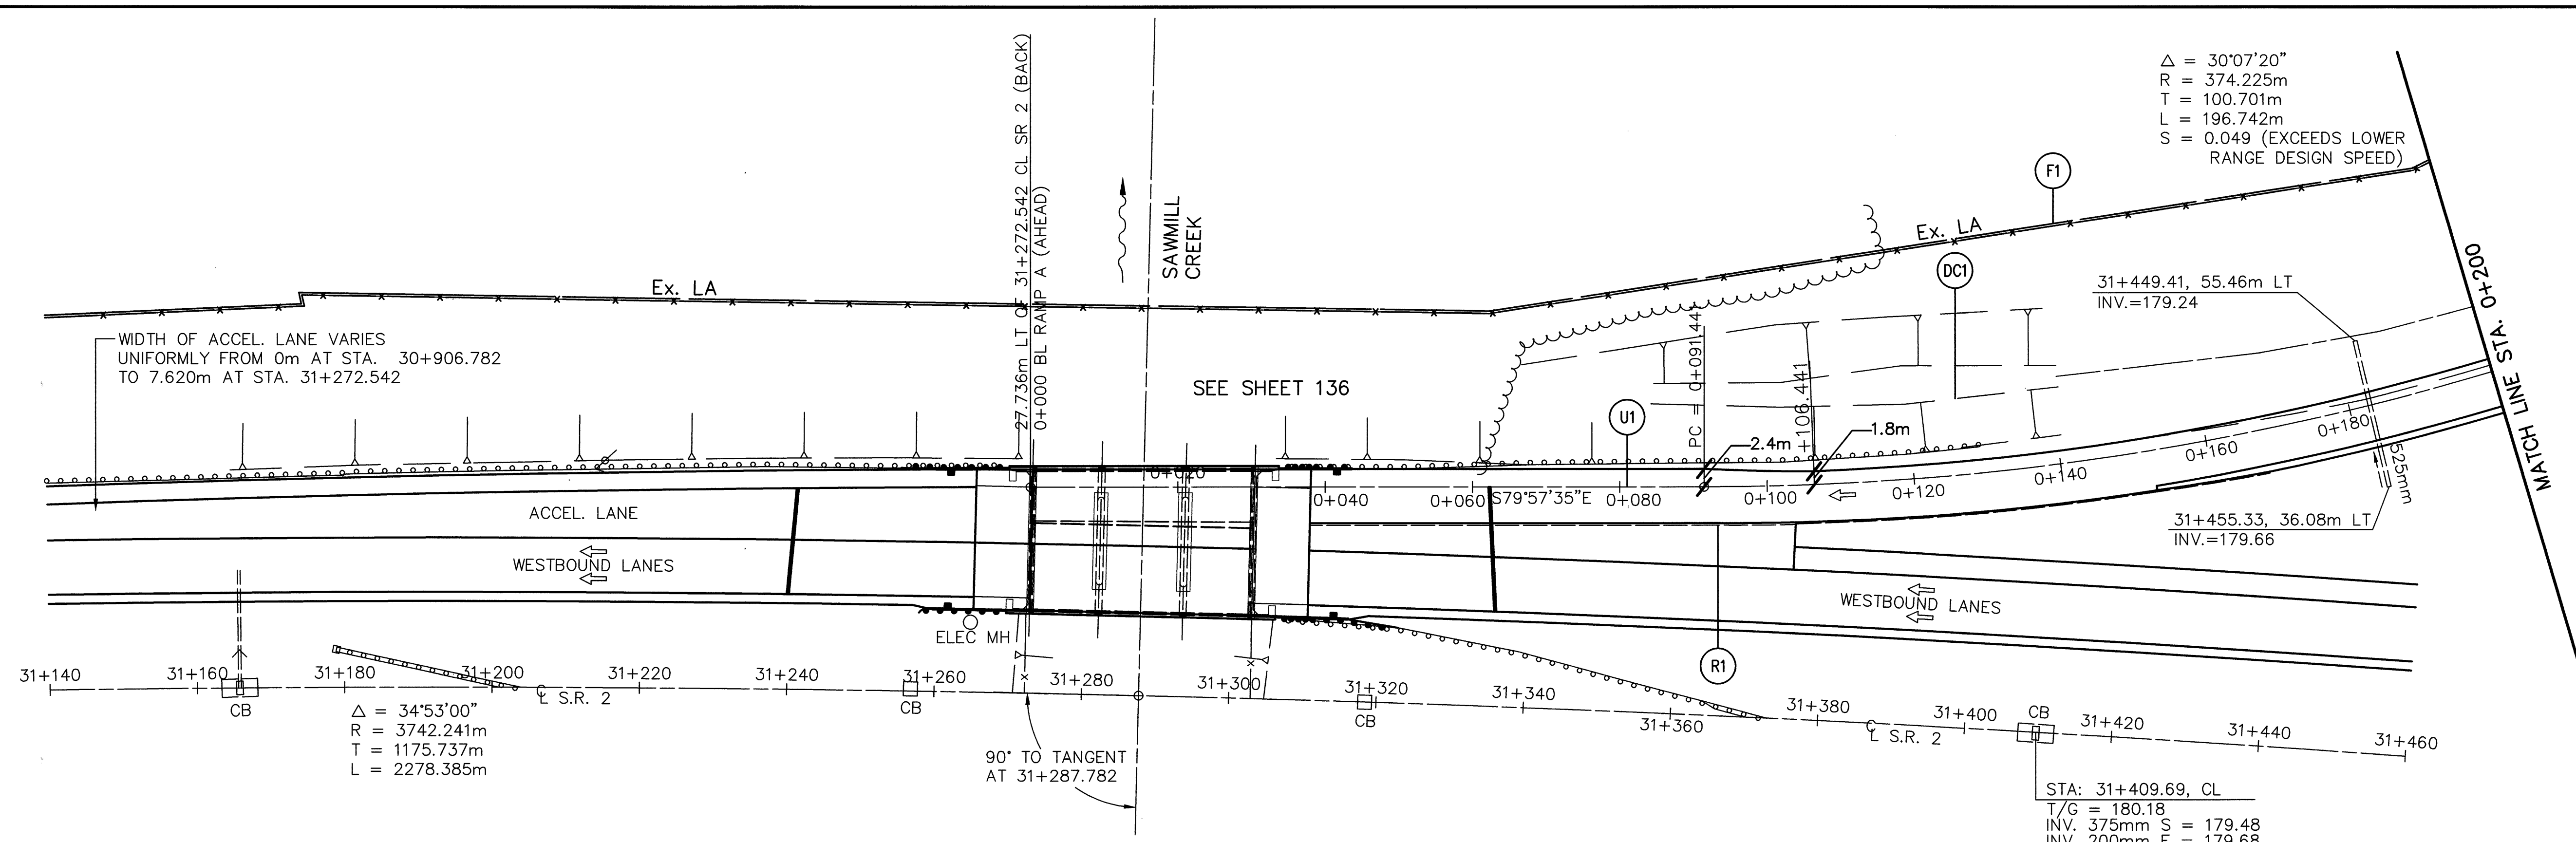 △ = 30°07'20"
R = 374.225m
T = 100.701m
L = 196.742m
S = 0.049 (EXCEEDS LOWER
RANGE DESIGN SPEED)
27.736m LT OF 31+272.542 CL SR 2 (BACK)
0+000 BL RAMP A (AHEAD)
SAWMILL
CREEK
F1
Ex. LA
Ex. LA
DC1
31+449.41, 55.46m LT
INV.=179.24
MATCH LINE STA. 0+200
WIDTH OF ACCEL. LANE VARIES
UNIFORMLY FROM 0m AT STA. 30+906.782
TO 7.620m AT STA. 31+272.542
SEE SHEET 136
U1
PC = 0+091.441
+106.441
2.4m
1.8m
0+020
0+040
0+060
S79°57'35"E
0+080
0+100
0+120
0+140
0+160
0+180
525mm
31+455.33, 36.08m LT
INV.=179.66
ACCEL. LANE
WESTBOUND LANES
WESTBOUND LANES
ELEC MH
R1
31+140
31+160
31+180
31+200
31+220
31+240
31+260
31+280
31+300
31+320
31+340
31+360
31+380
31+400
31+420
31+440
31+460
CB
℄ S.R. 2
CB
CB
℄ S.R. 2
CB
△ = 34°53'00"
R = 3742.241m
T = 1175.737m
L = 2278.385m
90° TO TANGENT
AT 31+287.782
STA: 31+409.69, CL
T/G = 180.18
INV. 375mm S = 179.48
INV. 200mm E = 179.68